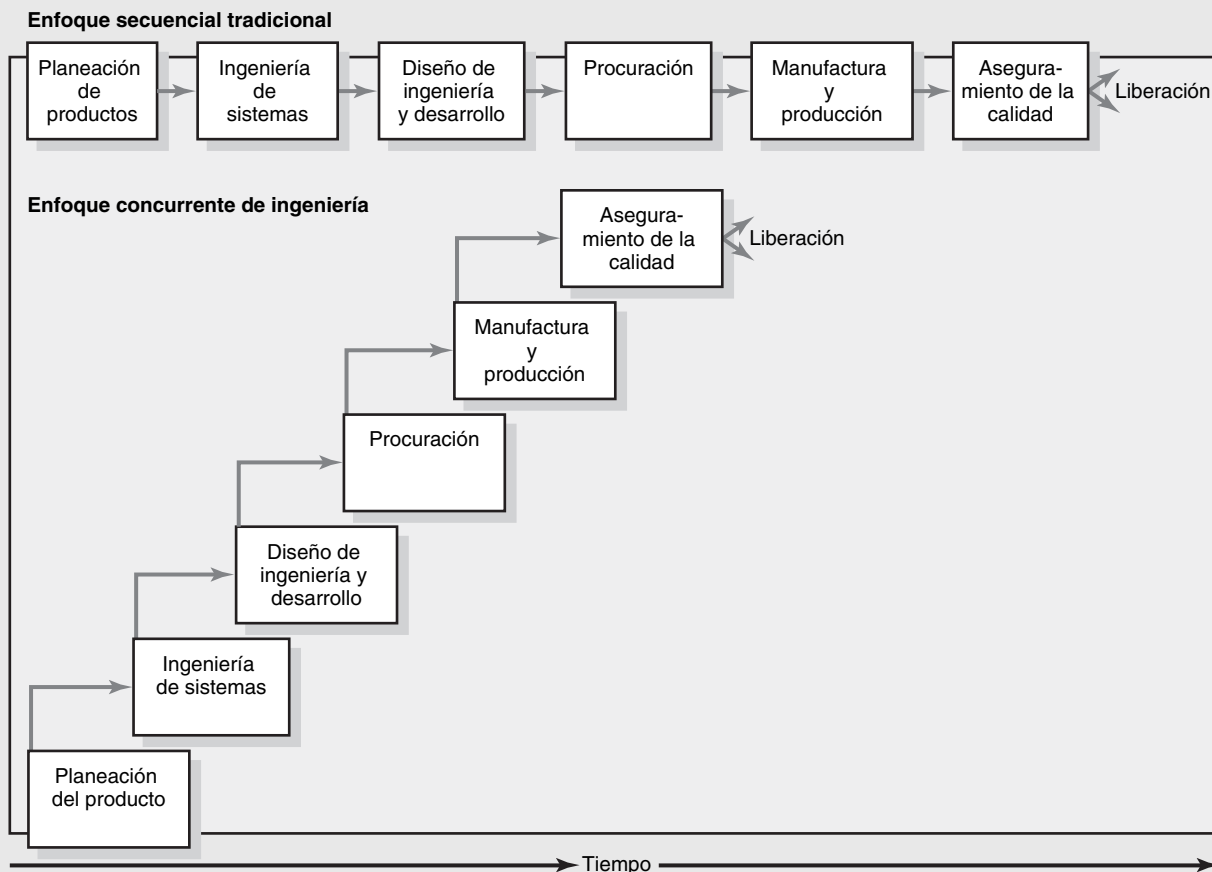 Enfoque secuencial tradicional
Planeación
de
productos
Ingeniería
de
sistemas
Diseño de
ingeniería
y desarrollo
Procuración
Manufactura
y
producción
Asegura-
miento de la
calidad
Liberación
Enfoque concurrente de ingeniería
Asegura-
miento de la
calidad
Liberación
Manufactura
y
producción
Procuración
Diseño de
ingeniería y
desarrollo
Ingeniería
de sistemas
Planeación
del producto
Tiempo